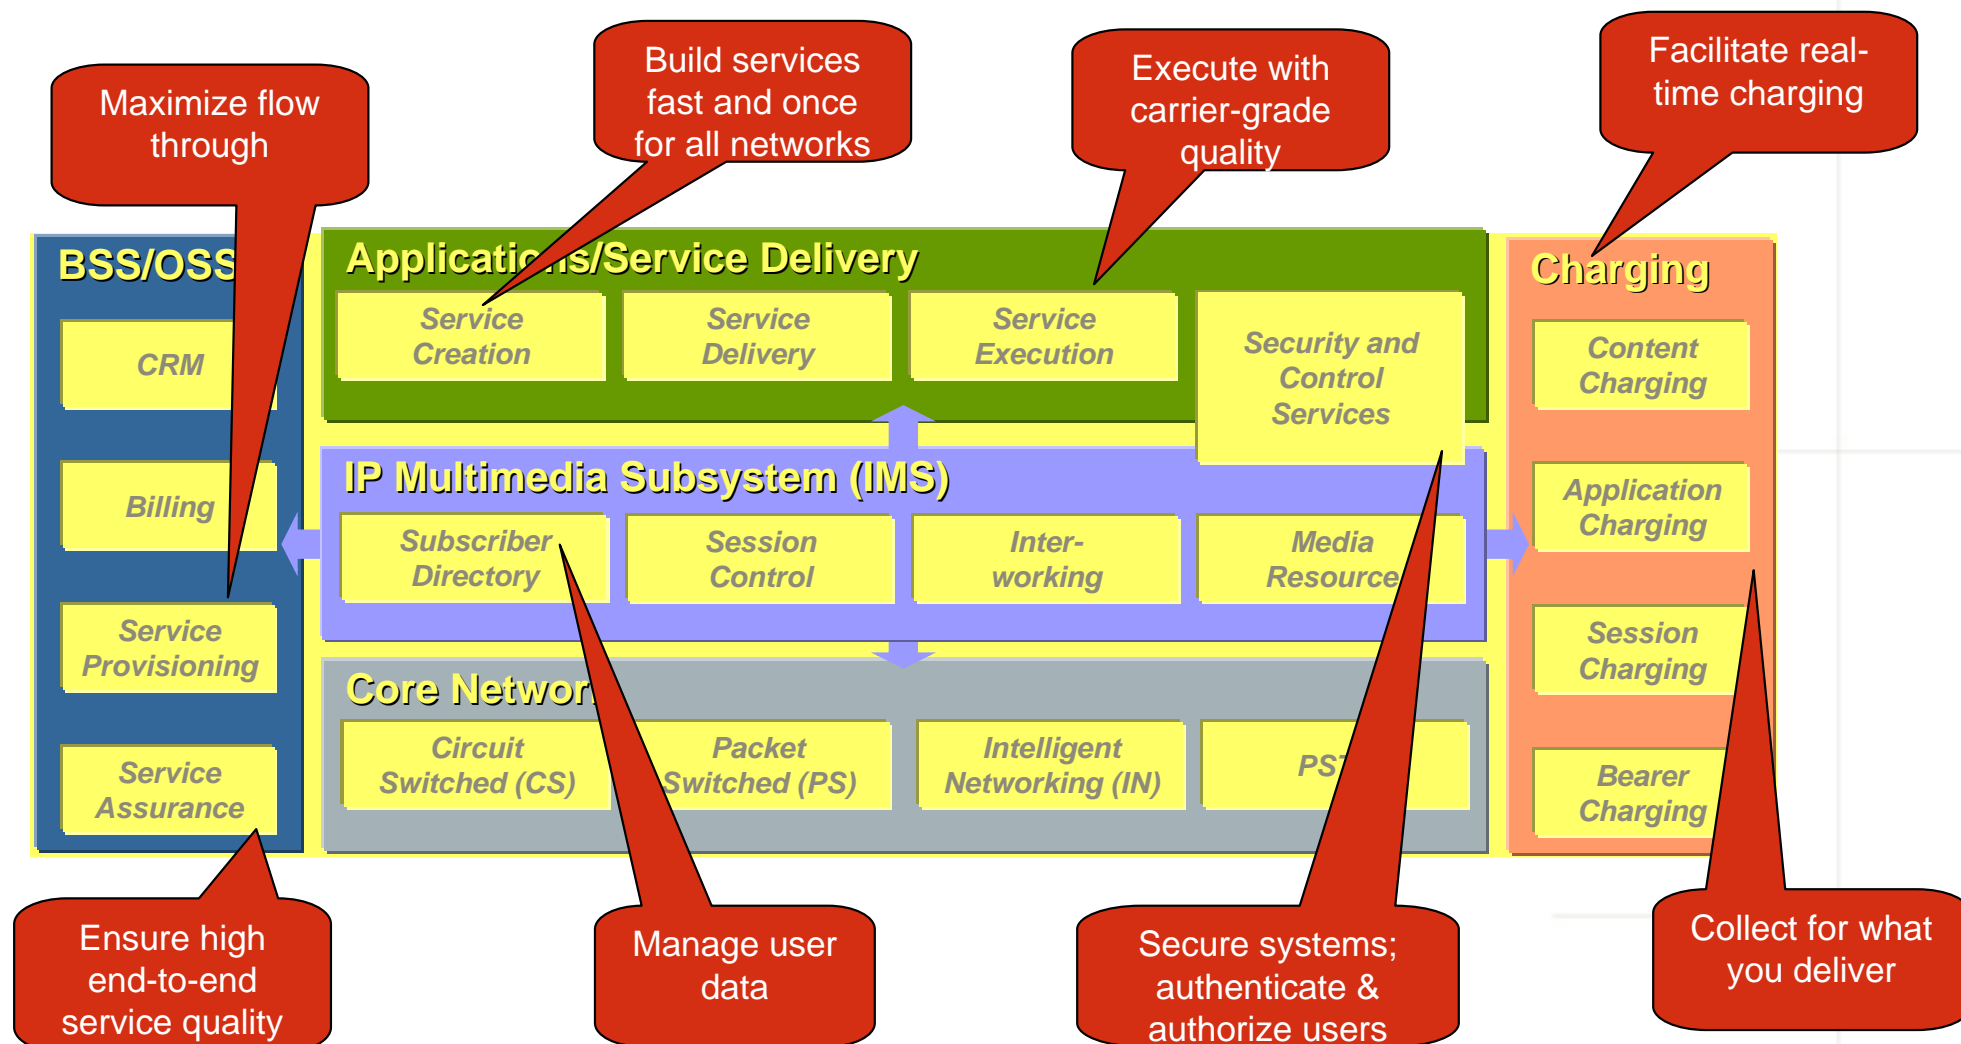 Maximize flow
through
Build services
fast and once
for all networks
Execute with
carrier-grade
quality
Facilitate real-
time charging
BSS/OSS
CRM
Billing
Service
Provisioning
Service
Assurance
Applications/Service Delivery
Service
Creation
Service
Delivery
Service
Execution
Security and
Control
Services
IP Multimedia Subsystem (IMS)
Subscriber
Directory
Session
Control
Inter-
working
Media
Resource
Core Network
Circuit
Switched (CS)
Packet
Switched (PS)
Intelligent
Networking (IN)
Charging
Content
Charging
Application
Charging
Session
Charging
Bearer
Charging
Ensure high
end-to-end
service quality
Manage user
data
Secure systems;
authenticate &
authorize users
Collect for what
you deliver